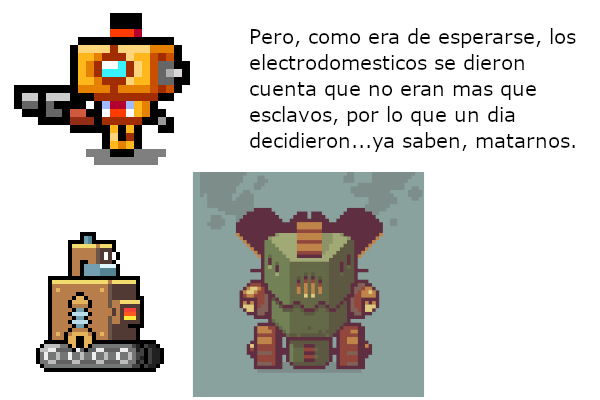 Pero, como era de esperarse, los
electrodomesticos se dieron
cuenta que no eran mas que
esclavos, por lo que un dia
decidieron...ya saben, matarnos.